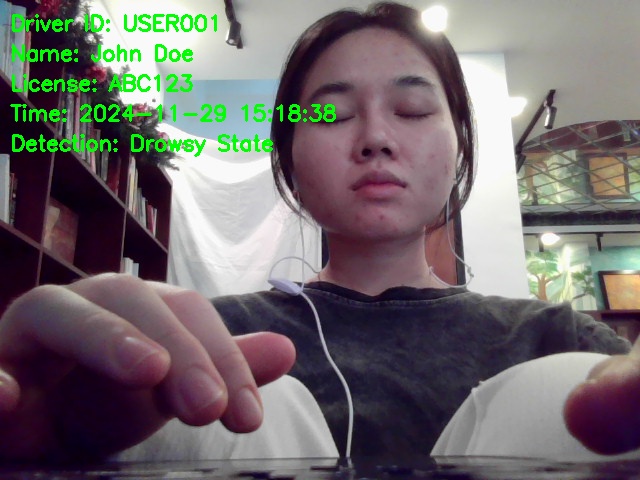 Driver ID: USER001
Name: John Doe
License: ABC123
Time: 2024-11-29 15:18:38
Detection: Drowsy State